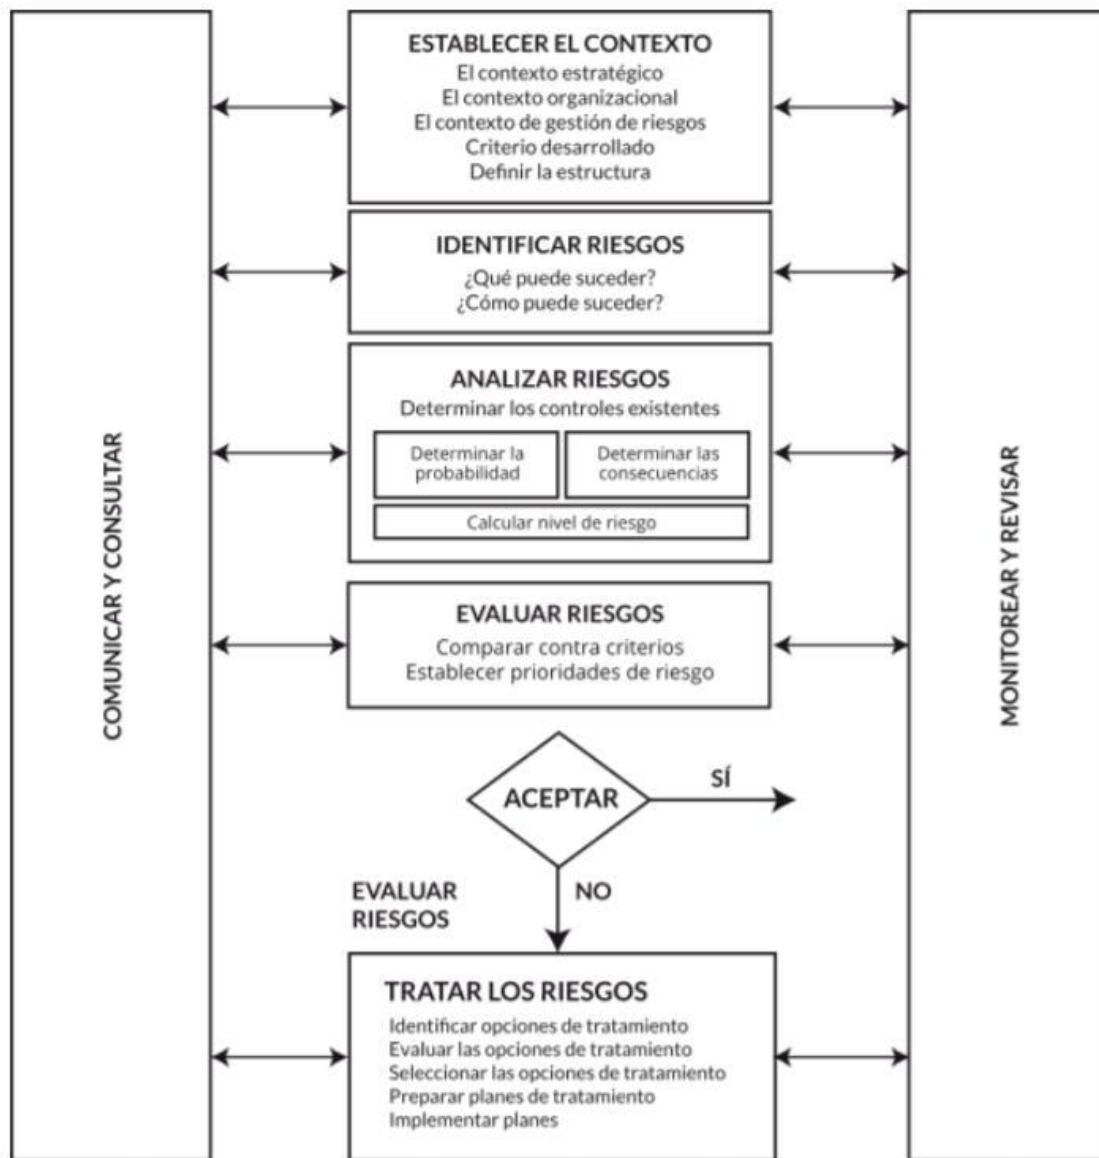 COMUNICAR Y CONSULTAR
ESTABLECER EL CONTEXTO
El contexto estratégico
El contexto organizacional
El contexto de gestión de riesgos
Criterio desarrollado
Definir la estructura
IDENTIFICAR RIESGOS
¿Qué puede suceder?
¿Cómo puede suceder?
ANALIZAR RIESGOS
Determinar los controles existentes
Determinar la
probabilidad
Determinar las
consecuencias
Calcular nivel de riesgo
EVALUAR RIESGOS
Comparar contra criterios
Establecer prioridades de riesgo
ACEPTAR
SÍ
EVALUAR
RIESGOS
NO
TRATAR LOS RIESGOS
Identificar opciones de tratamiento
Evaluar las opciones de tratamiento
Seleccionar las opciones de tratamiento
Preparar planes de tratamiento
Implementar planes
MONITOREAR Y REVISAR